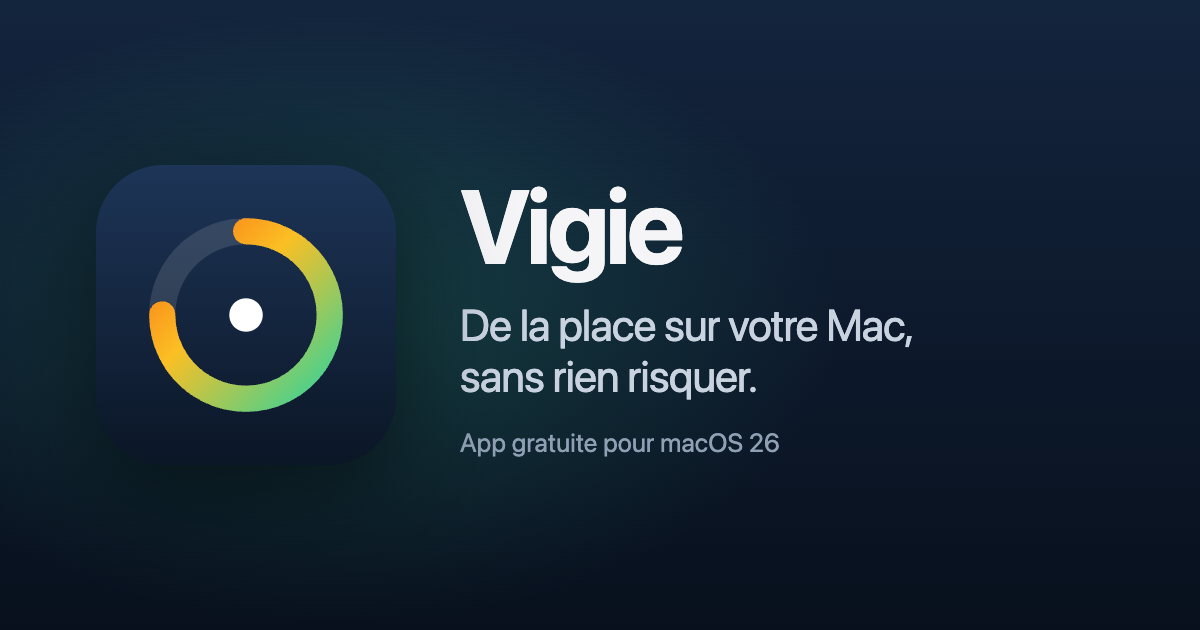 Vigie
De la place sur votre Mac,
sans rien risquer.
App gratuite pour macOS 26